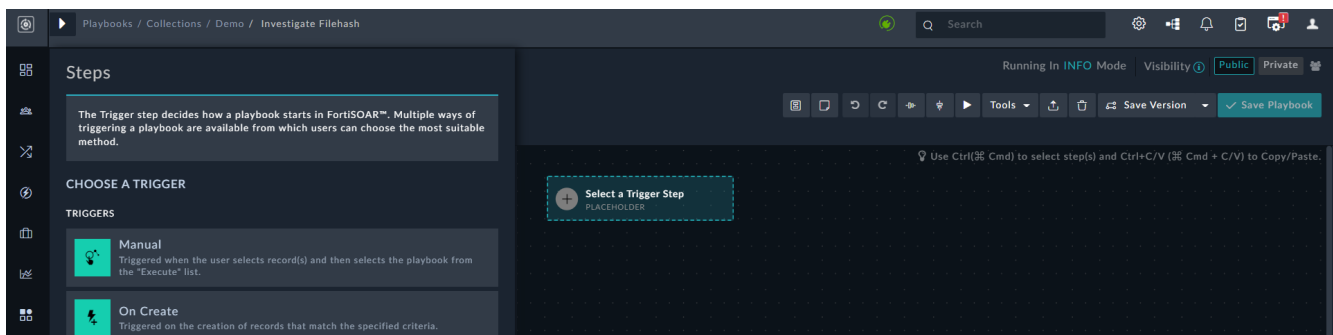 Playbooks / Collections / Demo / Investigate Filehash
Search
Steps
Running In INFO Mode
Visibility
Public
Private
The Trigger step decides how a playbook starts in FortiSOAR™. Multiple ways of
triggering a playbook are available from which users can choose the most suitable
method.
Tools
Save Version
Save Playbook
Use Ctrl(⌘ Cmd) to select step(s) and Ctrl+C/V (⌘ Cmd + C/V) to Copy/Paste.
CHOOSE A TRIGGER
Select a Trigger Step
PLACEHOLDER
TRIGGERS
Manual
Triggered when the user selects record(s) and then selects the playbook from
the "Execute" list.
On Create
Triggered on the creation of records that match the specified criteria.